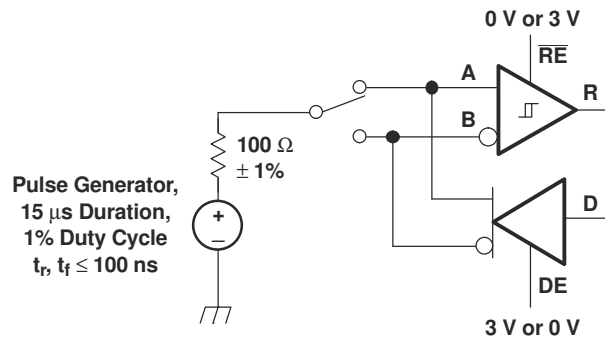 0 V or 3 V
RE
A
R
B
100 Ω
± 1%
Pulse Generator,
15 μs Duration,
1% Duty Cycle
tr, tf ≤ 100 ns
+
−
D
DE
3 V or 0 V